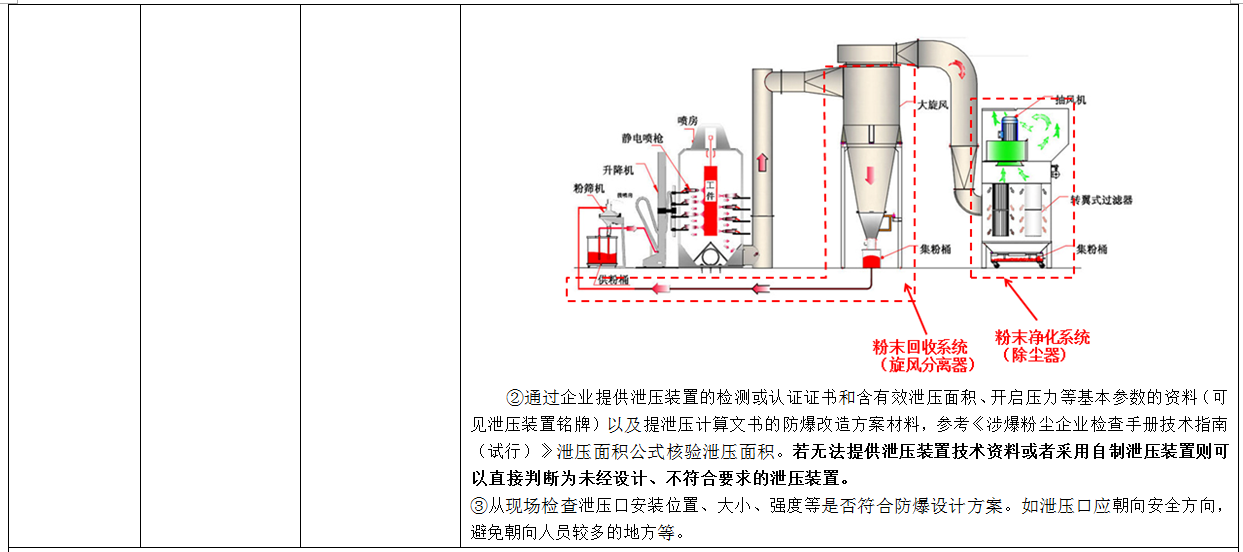 喷房
静电喷枪
升降机
粉筛机
工件
供粉桶
大旋风
集粉桶
抽风机
转翼式过滤器
集粉桶
粉末回收系统
（旋风分离器）
粉末净化系统
（除尘器）
②通过企业提供泄压装置的检测或认证证书和含有效泄压面积、开启压力等基本参数的资料（可
见泄压装置铭牌）以及提泄压计算文书的防爆改造方案材料，参考《涉爆粉尘企业检查手册技术指南
（试行）》泄压面积公式核验泄压面积。若无法提供泄压装置技术资料或者采用自制泄压装置则可
以直接判断为未经设计、不符合要求的泄压装置。
③从现场检查泄压口安装位置、大小、强度等是否符合防爆设计方案。如泄压口应朝向安全方向，
避免朝向人员较多的地方等。